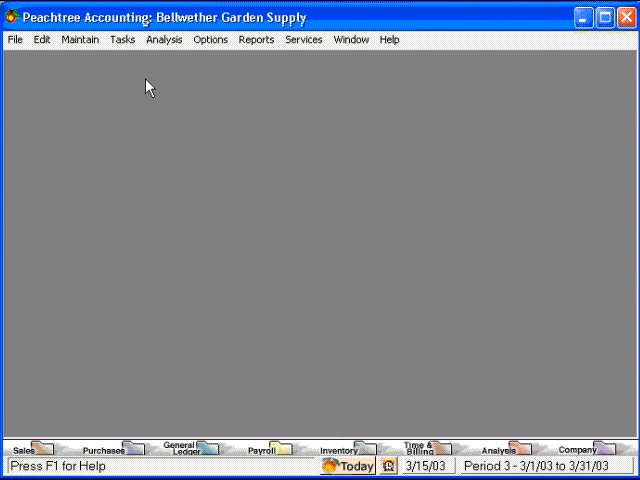 Peachtree Accounting: Bellwether Garden Supply
File Edit Maintain Tasks Analysis Options Reports Services Window Help
Sales Purchases General Ledger Payroll Inventory Time & Billing Analysis Company
Press F1 for Help Today 3/15/03 Period 3 - 3/1/03 to 3/31/03